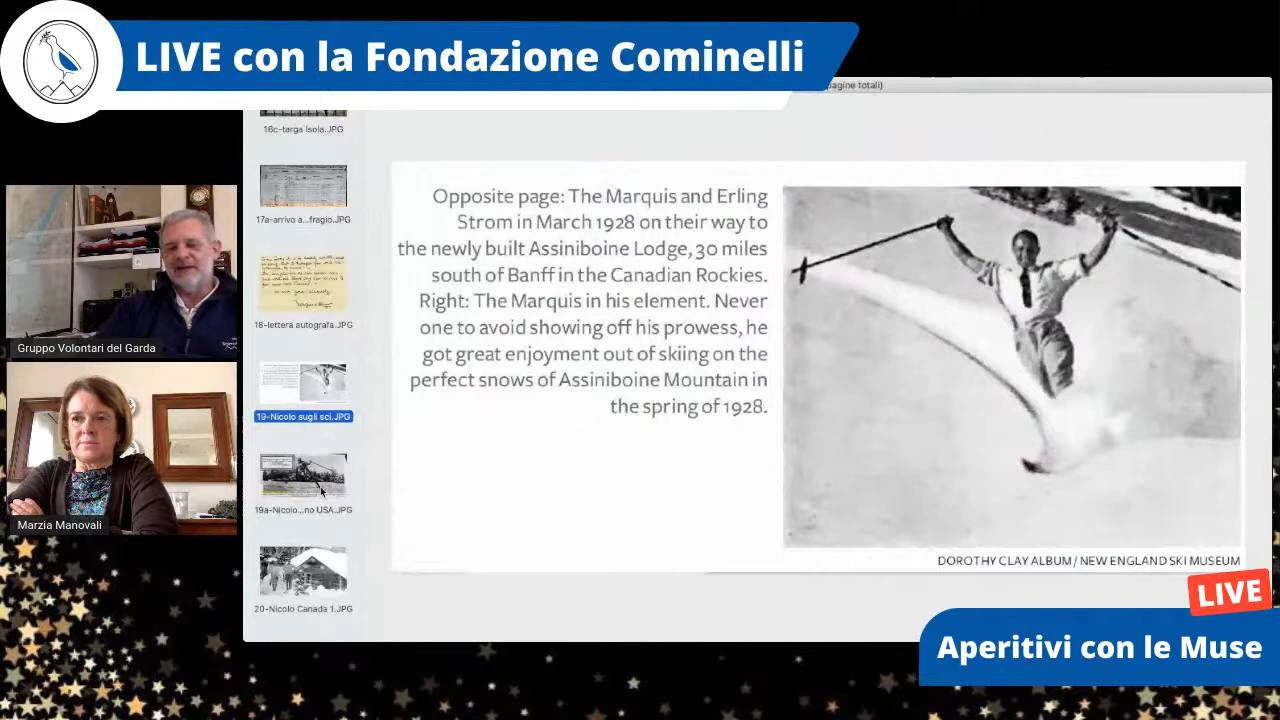 LIVE con la Fondazione Cominelli
pagine totali)
16c-targa Isola.JPG
17a-arrivo a...fragio.JPG
18-lettera autografa.JPG
19-Nicolo sugli sci.JPG
19a-Nicolo...no USA.JPG
20-Nicolo Canada 1.JPG
Opposite page: The Marquis and Erling
Strom in March 1928 on their way to
the newly built Assiniboine Lodge, 30 miles
south of Banff in the Canadian Rockies.
Right: The Marquis in his element. Never
one to avoid showing off his prowess, he
got great enjoyment out of skiing on the
perfect snows of Assiniboine Mountain in
the spring of 1928.
DOROTHY CLAY ALBUM / NEW ENGLAND SKI MUSEUM
Gruppo Volontari del Garda
Marzia Manovali
LIVE
Aperitivi con le Muse